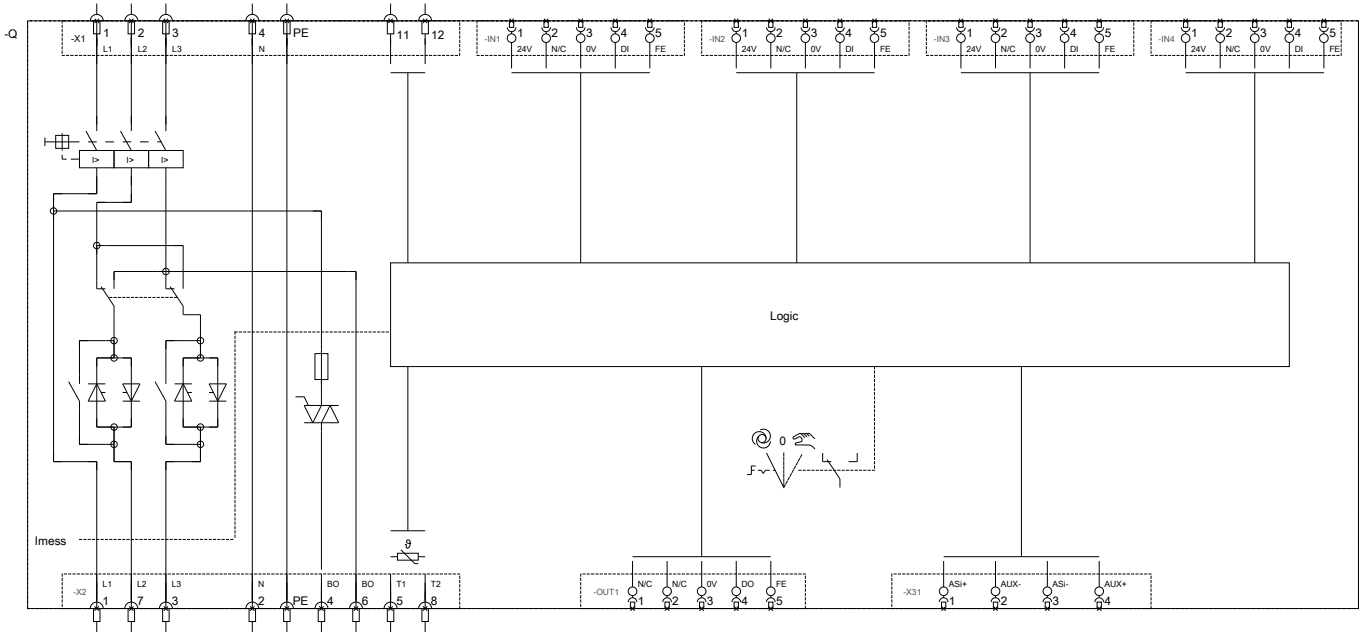 -Q
-X1 1 2 3 4 PE 11 12
L1 L2 L3 N
-IN1 1 2 3 4 5
24V N/C 0V DI FE
-IN2 1 2 3 4 5
24V N/C 0V DI FE
-IN3 1 2 3 4 5
24V N/C 0V DI FE
-IN4 1 2 3 4 5
24V N/C 0V DI FE
I> I> I>
Logic
0
Imess
ϑ
-X2
L1 L2 L3 N BO BO T1 T2
1 7 3 2 PE 4 6 5 8
-OUT1
N/C N/C 0V DO FE
1 2 3 4 5
-X31
ASi+ AUX- ASi- AUX+
1 2 3 4